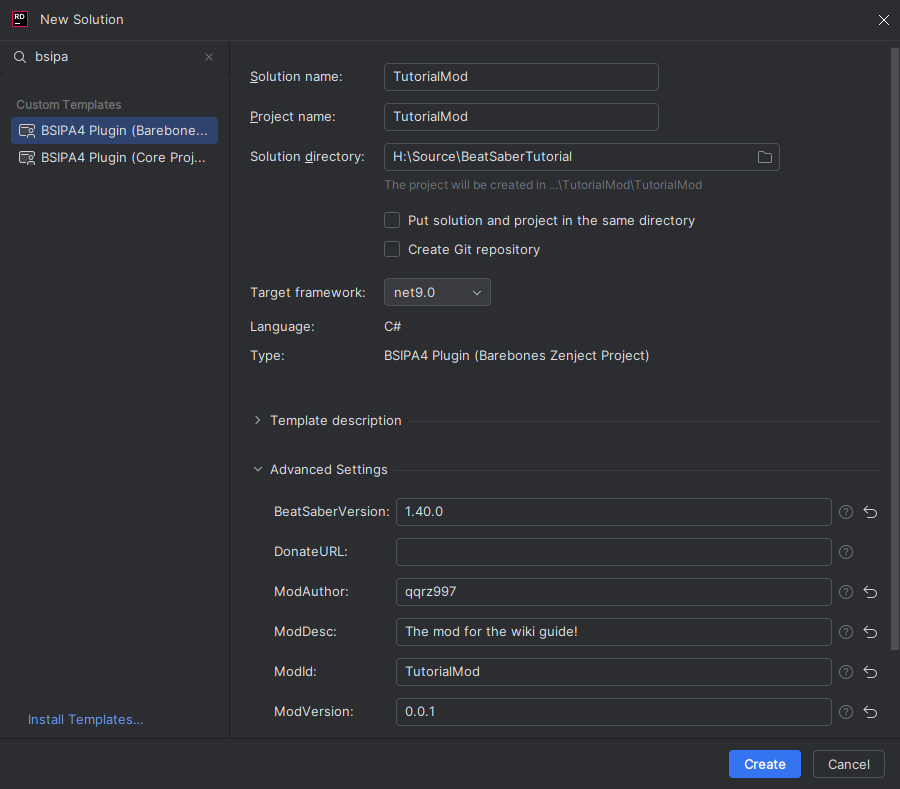 RD
New Solution
bsipa
Custom Templates
BSIPA4 Plugin (Barebone...
BSIPA4 Plugin (Core Proj...
Install Templates...
Solution name:
TutorialMod
Project name:
TutorialMod
Solution directory:
H:\Source\BeatSaberTutorial
The project will be created in ...\TutorialMod\TutorialMod
Put solution and project in the same directory
Create Git repository
Target framework:
net9.0
Language:
C#
Type:
BSIPA4 Plugin (Barebones Zenject Project)
Template description
Advanced Settings
BeatSaberVersion:
1.40.0
?
DonateURL:
?
ModAuthor:
qqrz997
?
ModDesc:
The mod for the wiki guide!
?
ModId:
TutorialMod
?
ModVersion:
0.0.1
?
Create
Cancel